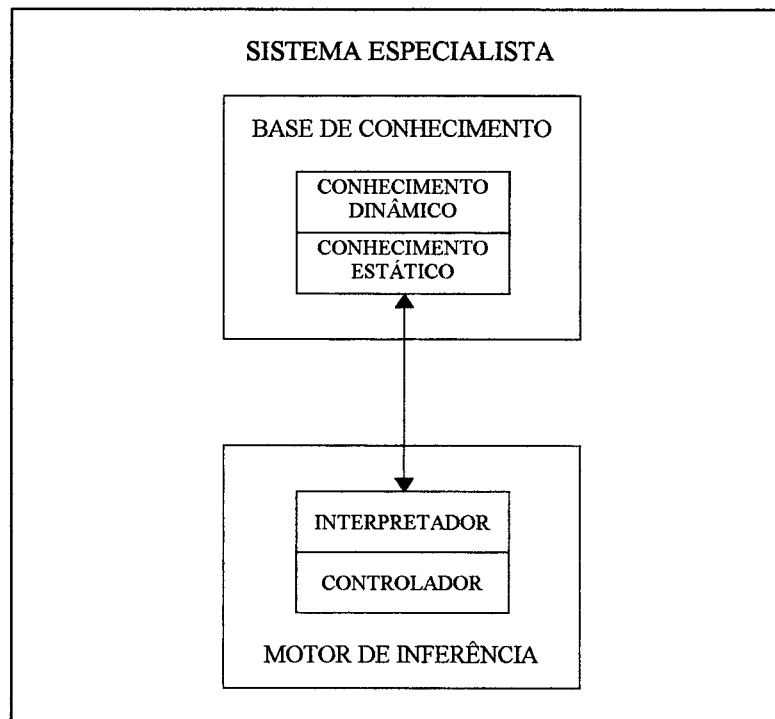 SISTEMA ESPECIALISTA
BASE DE CONHECIMENTO
CONHECIMENTO
DINÂMICO
CONHECIMENTO
ESTÁTICO
INTERPRETADOR
CONTROLADOR
MOTOR DE INFERÊNCIA